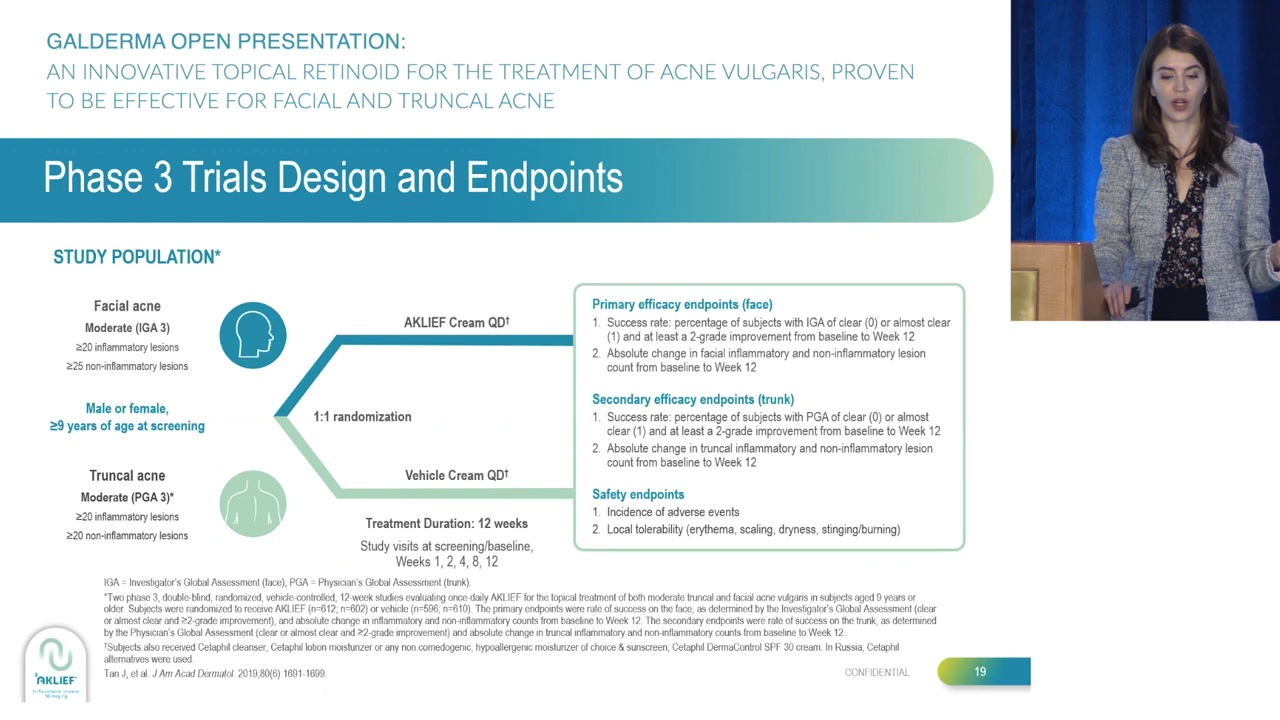 GALDERMA OPEN PRESENTATION:
AN INNOVATIVE TOPICAL RETINOID FOR THE TREATMENT OF ACNE VULGARIS, PROVEN
TO BE EFFECTIVE FOR FACIAL AND TRUNCAL ACNE
Phase 3 Trials Design and Endpoints
STUDY POPULATION*
Facial acne
Moderate (IGA 3)
≥20 inflammatory lesions
≥25 non-inflammatory lesions
Male or female,
≥9 years of age at screening
Truncal acne
Moderate (PGA 3)*
≥20 inflammatory lesions
≥20 non-inflammatory lesions
AKLIEF Cream QD†
1:1 randomization
Vehicle Cream QD†
Treatment Duration: 12 weeks
Study visits at screening/baseline,
Weeks 1, 2, 4, 8, 12
Primary efficacy endpoints (face)
1. Success rate: percentage of subjects with IGA of clear (0) or almost clear
(1) and at least a 2-grade improvement from baseline to Week 12
2. Absolute change in facial inflammatory and non-inflammatory lesion
count from baseline to Week 12
Secondary efficacy endpoints (trunk)
1. Success rate: percentage of subjects with PGA of clear (0) or almost
clear (1) and at least a 2-grade improvement from baseline to Week 12
2. Absolute change in truncal inflammatory and non-inflammatory lesion
count from baseline to Week 12
Safety endpoints
1. Incidence of adverse events
2. Local tolerability (erythema, scaling, dryness, stinging/burning)
IGA = Investigator's Global Assessment (face); PGA = Physician's Global Assessment (trunk).
*Two phase 3, double-blind, randomized, vehicle-controlled, 12-week studies evaluating once-daily AKLIEF for the topical treatment of both moderate truncal and facial acne vulgaris in subjects aged 9 years or
older. Subjects were randomized to receive AKLIEF (n=612; n=602) or vehicle (n=596; n=610). The primary endpoints were rate of success on the face, as determined by the Investigator's Global Assessment (clear
or almost clear and ≥2-grade improvement), and absolute change in inflammatory and non-inflammatory counts from baseline to Week 12. The secondary endpoints were rate of success on the trunk, as determined
by the Physician's Global Assessment (clear or almost clear and ≥2-grade improvement) and absolute change in truncal inflammatory and non-inflammatory counts from baseline to Week 12..
†Subjects also received Cetaphil cleanser, Cetaphil lotion moisturizer or any non comedogenic, hypoallergenic moisturizer of choice & sunscreen; Cetaphil DermaControl SPF 30 cream. In Russia, Cetaphil
alternatives were used.
Tan J, et al. J Am Acad Dermatol. 2019;80(6):1691-1699.
AKLIEF
CONFIDENTIAL
19